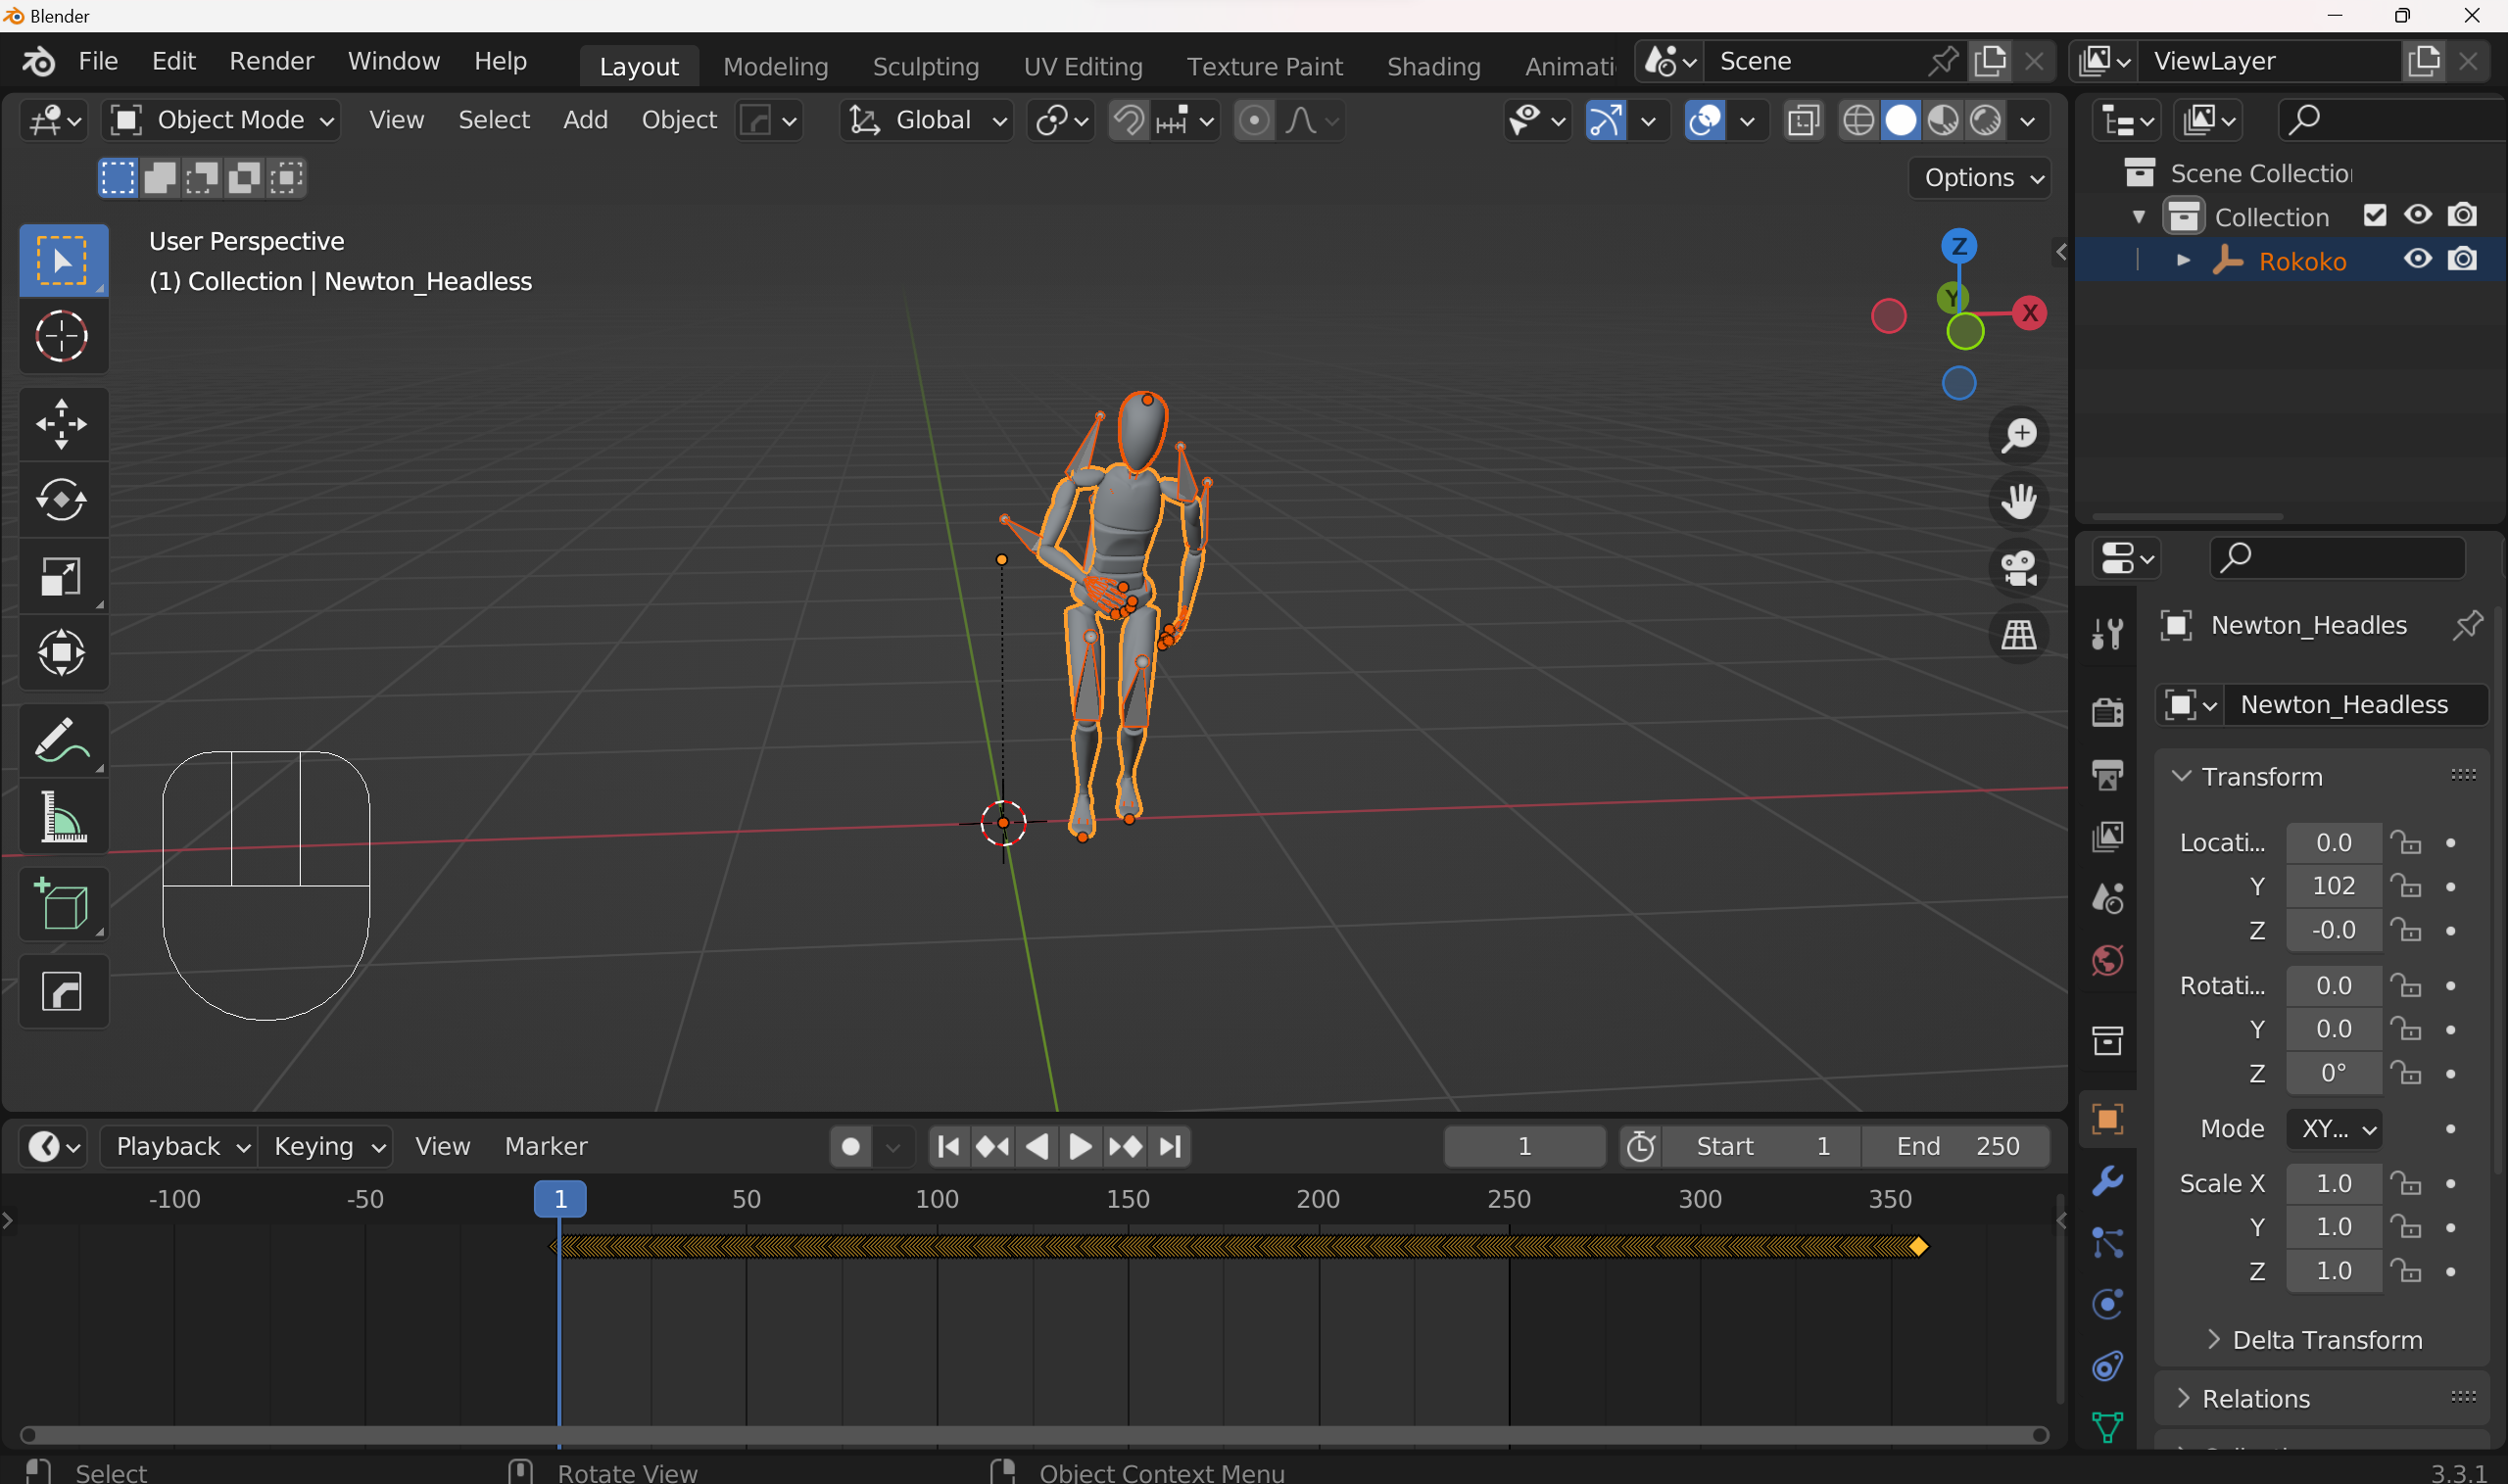 Blender
File Edit Render Window Help Layout Modeling Sculpting UV Editing Texture Paint Shading Animati Scene ViewLayer
Object Mode View Select Add Object Global
Options
User Perspective
(1) Collection | Newton_Headless
Z
Y
X
Scene Collectio
Collection
Rokoko
Newton_Headles
Newton_Headless
Transform
Locati... 0.0
Y 102
Z -0.0
Rotati... 0.0
Y 0.0
Z 0°
Mode XY...
Scale X 1.0
Y 1.0
Z 1.0
Delta Transform
Relations
Playback Keying View Marker 1 Start 1 End 250
-100 -50 1 50 100 150 200 250 300 350
Select Rotate View Object Context Menu 3.3.1